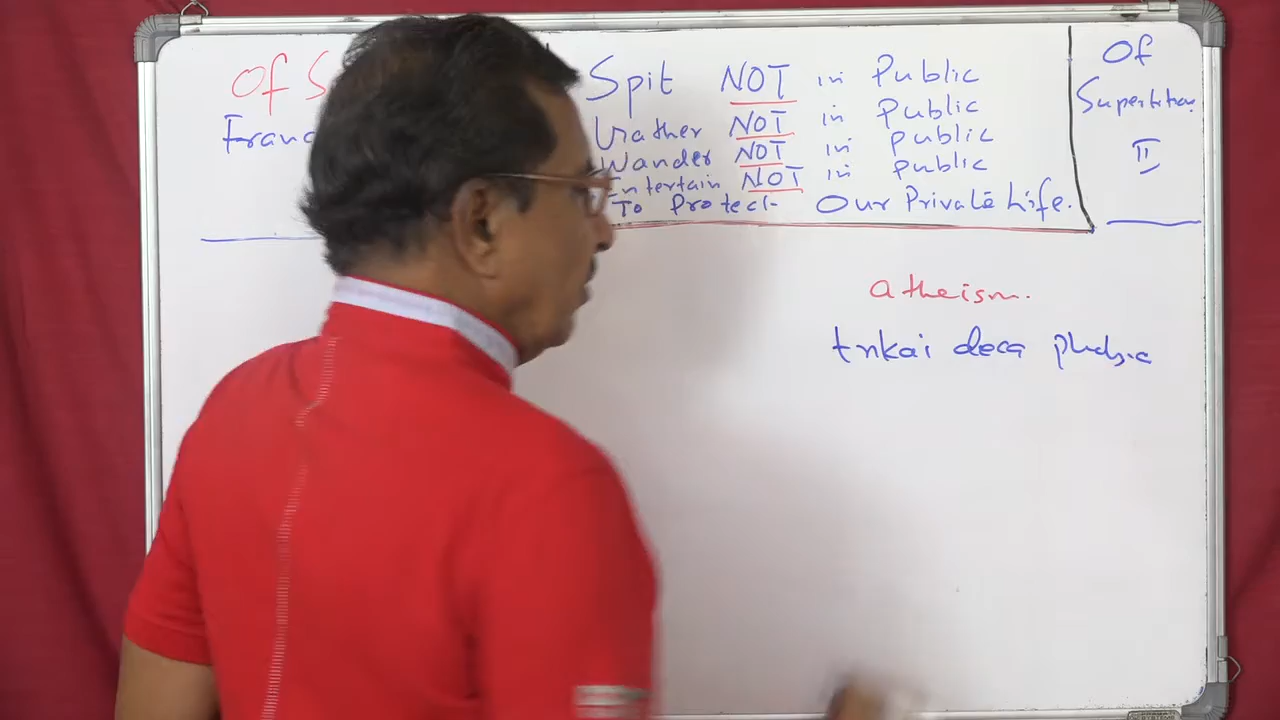 Of S
Franc
Spit NOT in Public
Urather NOT in Public
Wander NOT in public
Entertain NOT in public
To Protect Our Private Life.
Of
II
atheism.